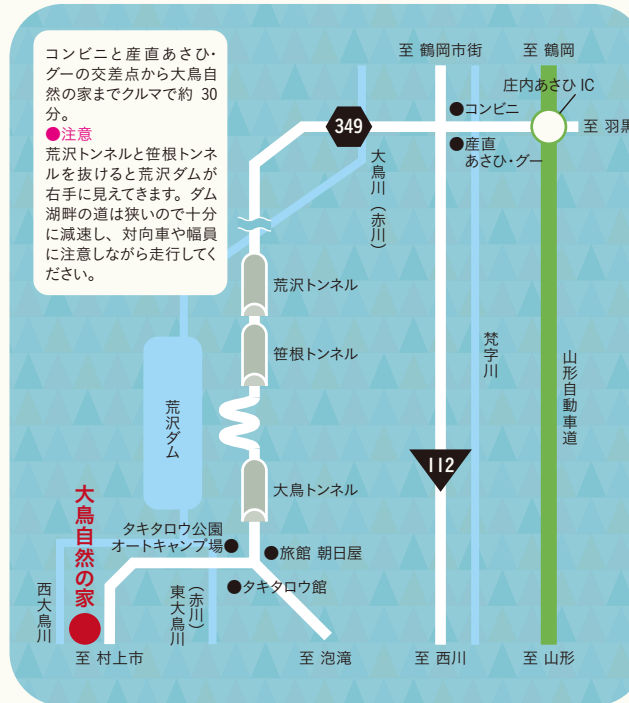 コンビニと産直あさひ・
グーの交差点から大鳥自
然の家までクルマで約 30
分。
●注意
荒沢トンネルと笹根トンネ
ルを抜けると荒沢ダムが
右手に見えてきます。ダム
湖畔の道は狭いので十分
に減速し、対向車や幅員
に注意しながら走行してく
ださい。
至 鶴岡市街
至 鶴岡
庄内あさひ IC
●コンビニ
349
至 羽黒
●産直
あさひ・グー
大鳥川(赤川)
荒沢トンネル
笹根トンネル
梵字川
山形自動車道
荒沢ダム
112
大鳥トンネル
大鳥自然の家
タキタロウ公園
オートキャンプ場●
●旅館 朝日屋
●タキタロウ館
西大鳥川
東大鳥川
(赤川)
至 村上市
至 泡滝
至 西川
至 山形